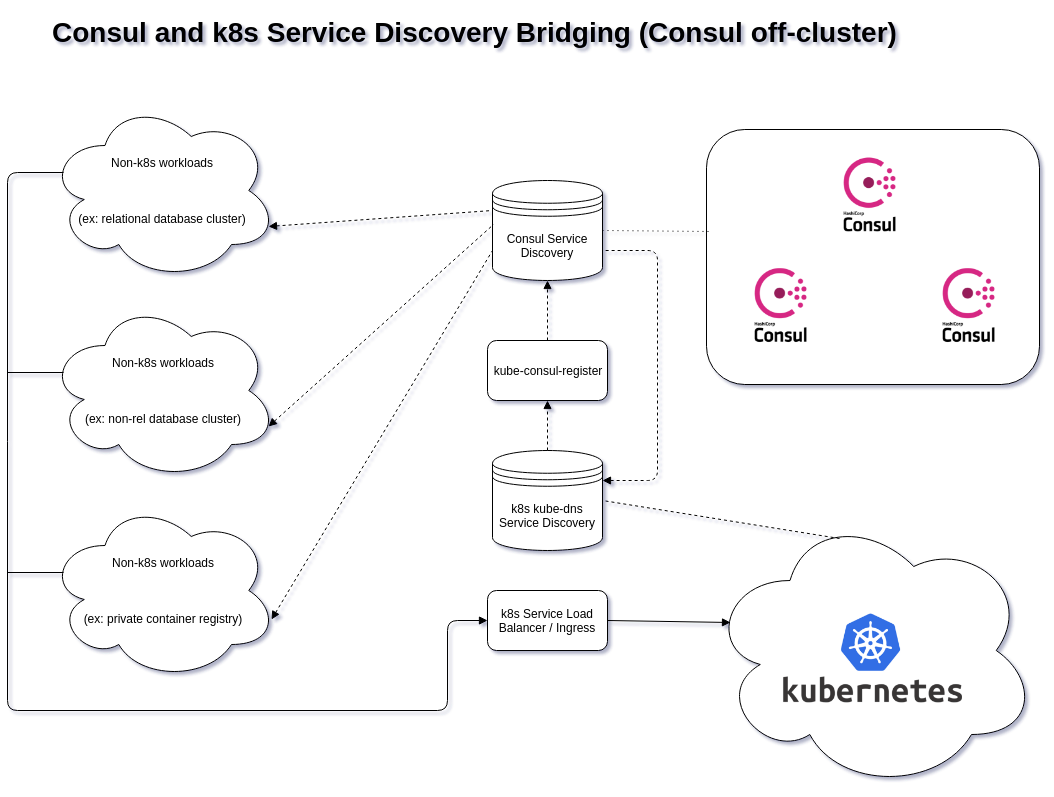 Consul and k8s Service Discovery Bridging (Consul off-cluster)
Non-k8s workloads
(ex: relational database cluster)
Consul Service
Discovery
HashiCorp
Consul
HashiCorp
Consul
HashiCorp
Consul
Non-k8s workloads
(ex: non-rel database cluster)
kube-consul-register
k8s kube-dns
Service Discovery
Non-k8s workloads
(ex: private container registry)
k8s Service Load
Balancer / Ingress
kubernetes